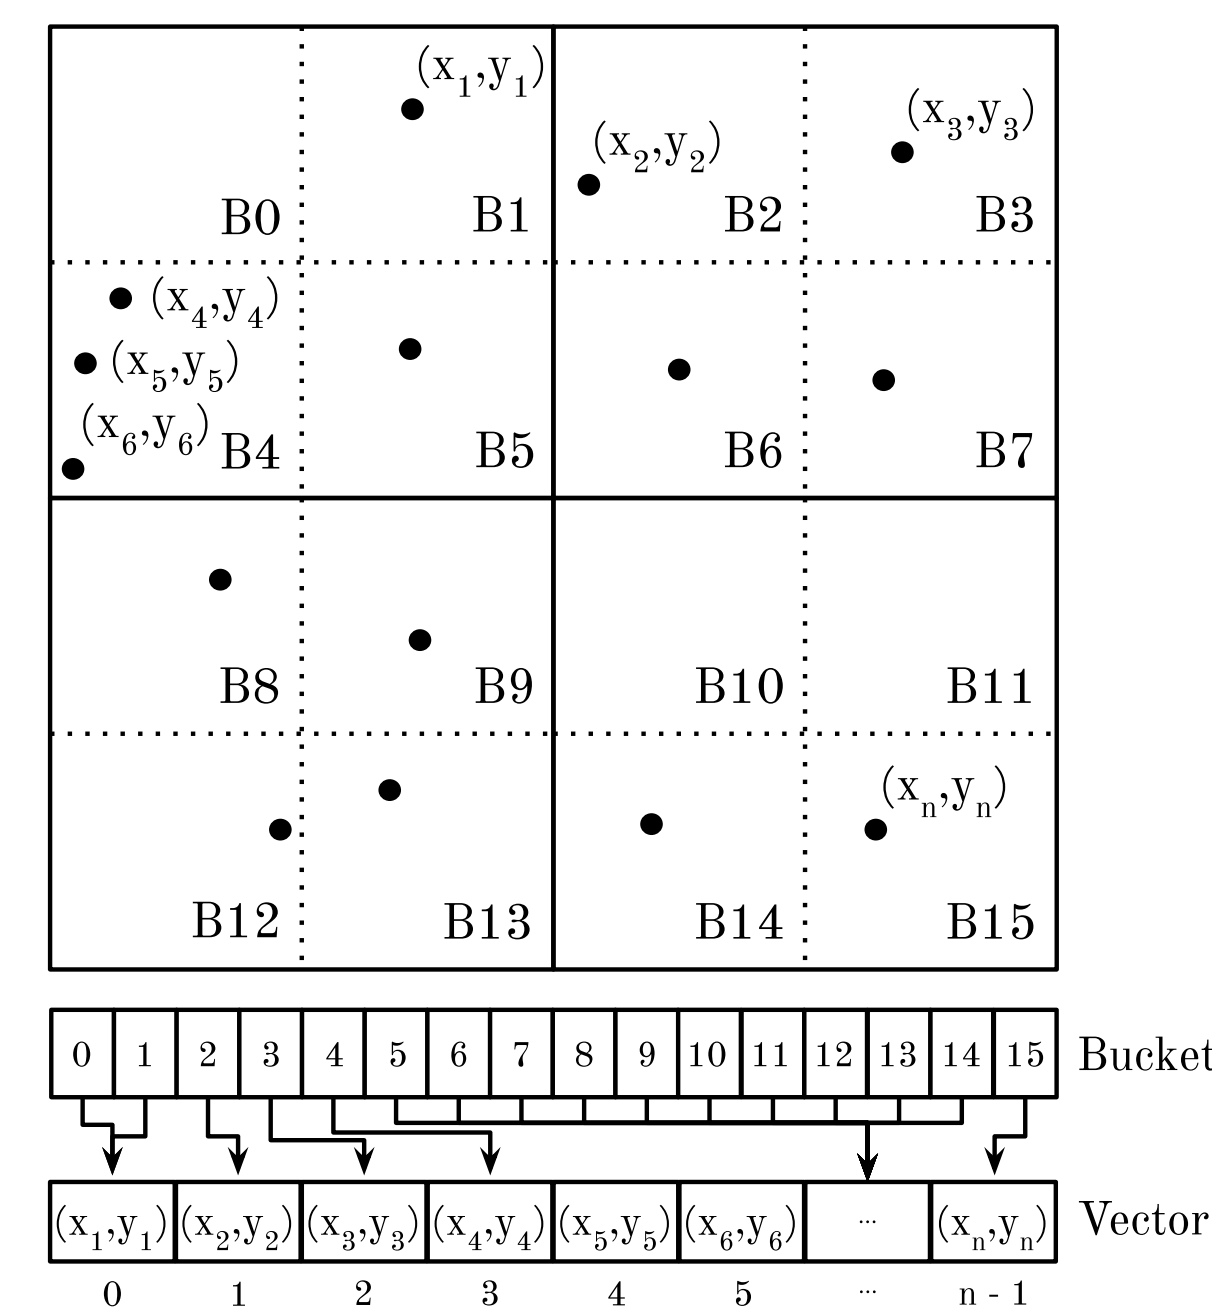 (x₁,y₁)
(x₃,y₃)
(x₂,y₂)
B0 B1 B2 B3
(x₄,y₄)
(x₅,y₅)
(x₆,y₆)
B4 B5 B6 B7
B8 B9 B10 B11
(xₙ,yₙ)
B12 B13 B14 B15
0 1 2 3 4 5 6 7 8 9 10 11 12 13 14 15 Bucket
(x₁,y₁) (x₂,y₂) (x₃,y₃) (x₄,y₄) (x₅,y₅) (x₆,y₆) ... (xₙ,yₙ) Vector
0 1 2 3 4 5 ... n - 1